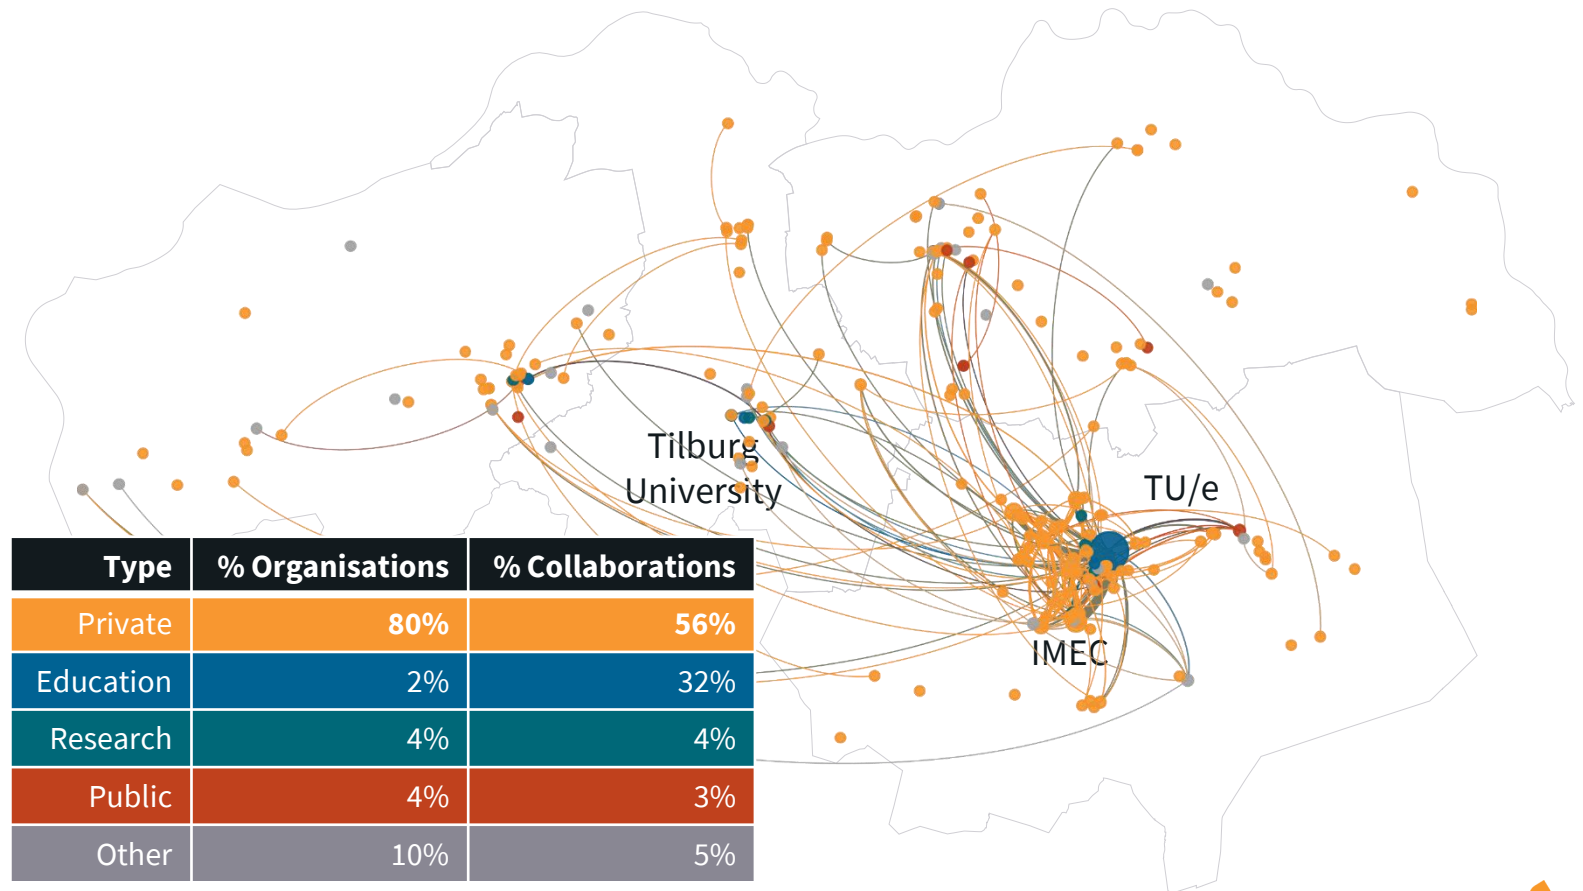 Tilburg
University
TU/e
IMEC
Type % Organisations % Collaborations
Private 80% 56%
Education 2% 32%
Research 4% 4%
Public 4% 3%
Other 10% 5%